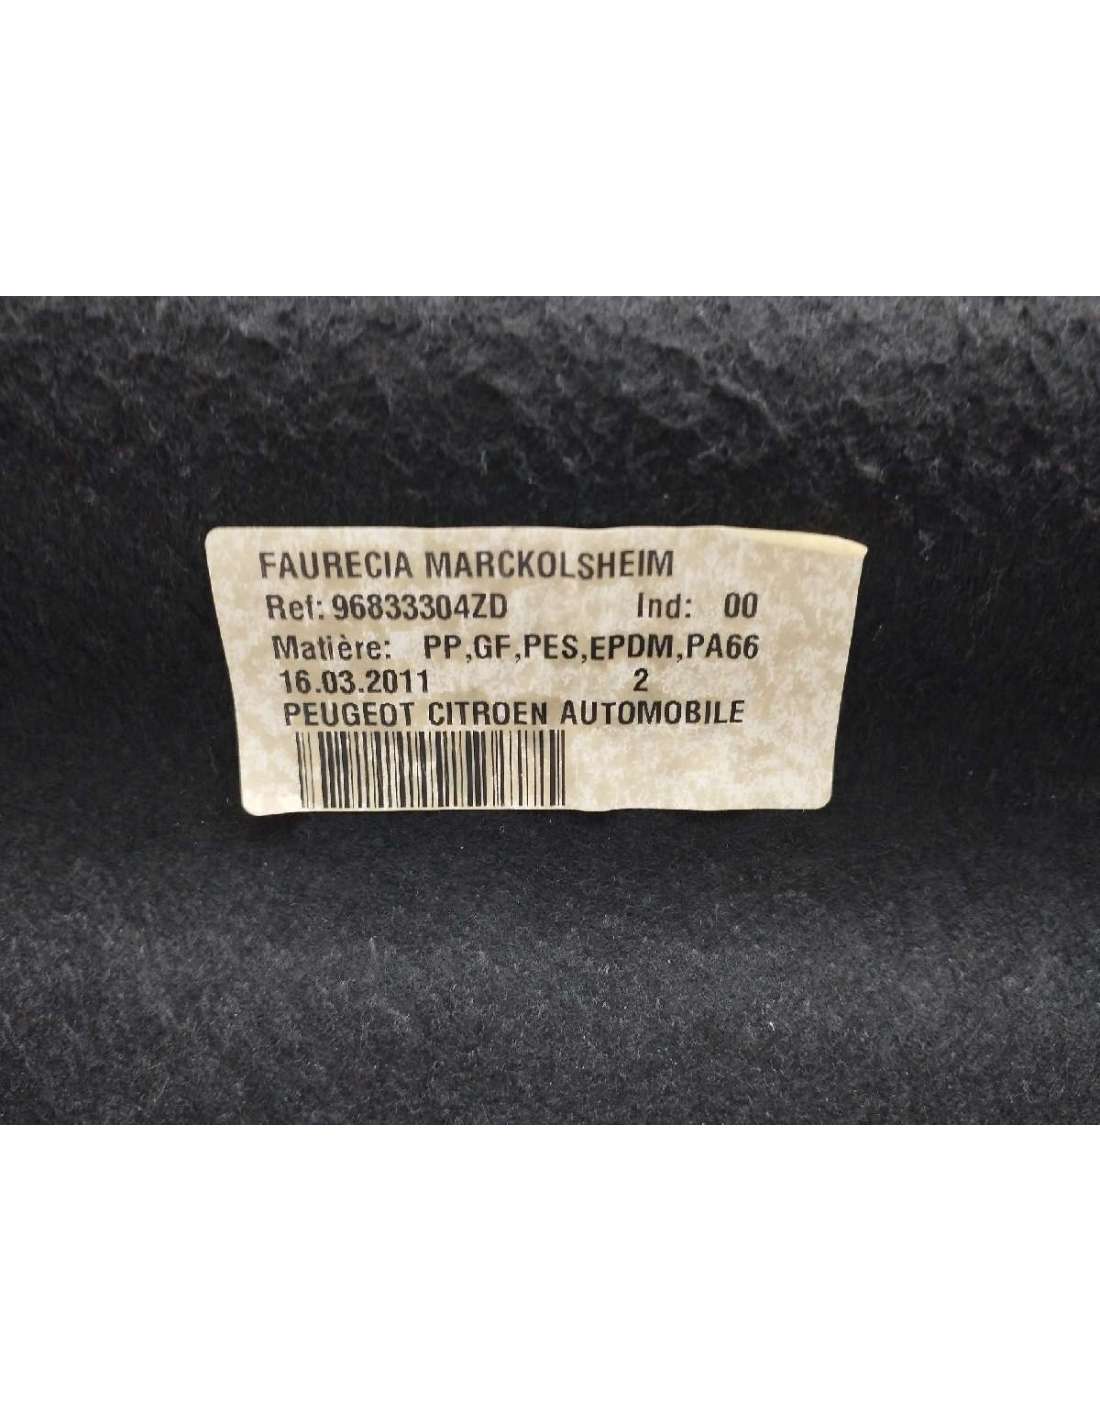 FAURECIA MARCKOLSHEIM
Ref: 96833304ZD Ind: 00
Matière: PP,GF,PES,EPDM,PA66
16.03.2011 2
PEUGEOT CITROEN AUTOMOBILE